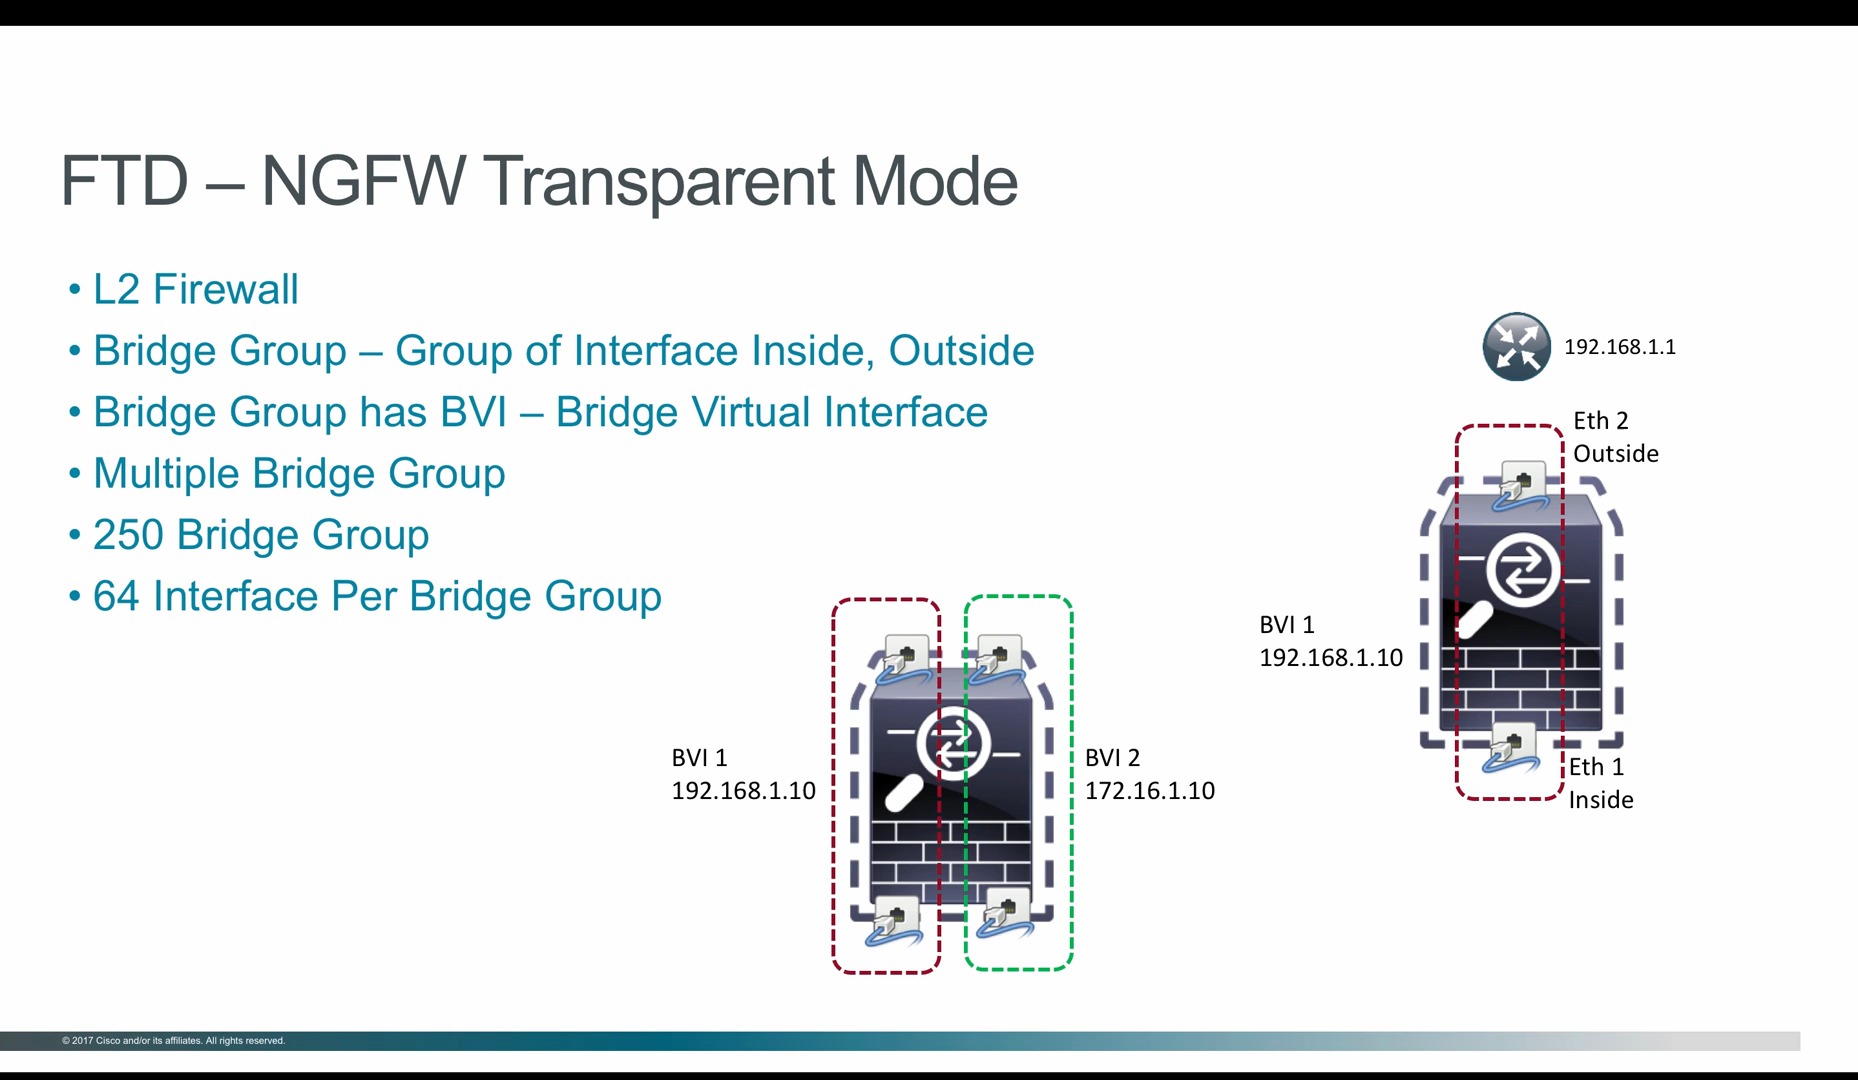 FTD – NGFW Transparent Mode
• L2 Firewall
• Bridge Group – Group of Interface Inside, Outside
• Bridge Group has BVI – Bridge Virtual Interface
• Multiple Bridge Group
• 250 Bridge Group
• 64 Interface Per Bridge Group
192.168.1.1
Eth 2
Outside
BVI 1
192.168.1.10
Eth 1
Inside
BVI 1
192.168.1.10
BVI 2
172.16.1.10
© 2017 Cisco and/or its affiliates. All rights reserved.